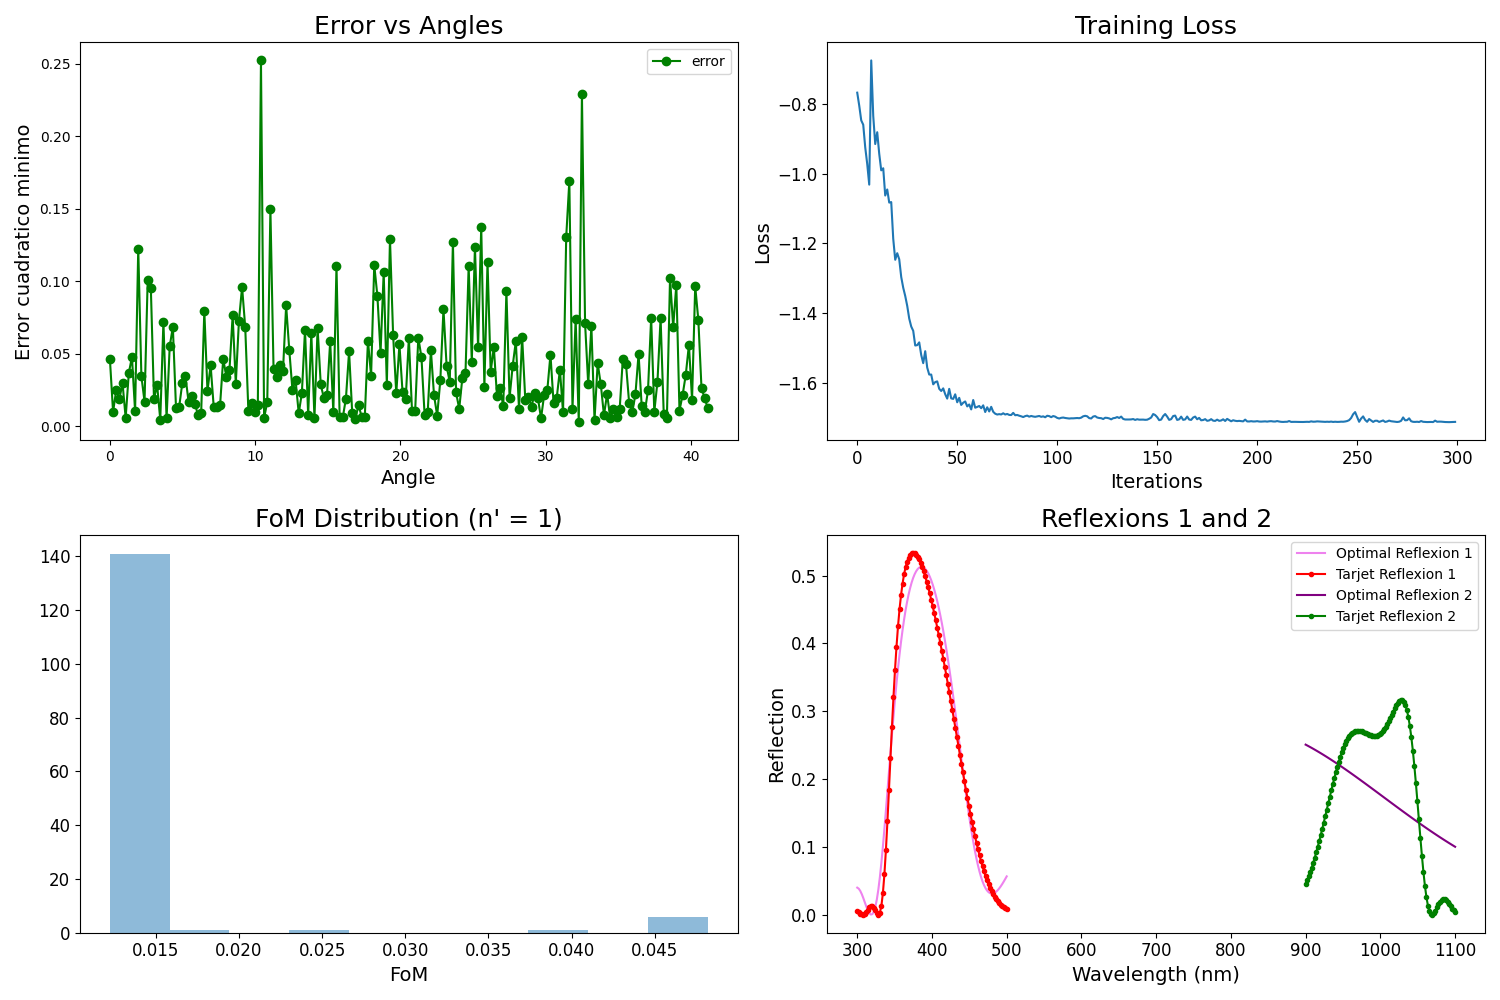 Error vs Angles
Error cuadratico minimo
0.25
0.20
0.15
0.10
0.05
0.00
error
0 10 20 30 40
Angle
Training Loss
Loss
−0.8
−1.0
−1.2
−1.4
−1.6
0 50 100 150 200 250 300
Iterations
FoM Distribution (n' = 1)
140
120
100
80
60
40
20
0
0.015 0.020 0.025 0.030 0.035 0.040 0.045
FoM
Reflexions 1 and 2
Reflection
0.5
0.4
0.3
0.2
0.1
0.0
Optimal Reflexion 1
Tarjet Reflexion 1
Optimal Reflexion 2
Tarjet Reflexion 2
300 400 500 600 700 800 900 1000 1100
Wavelength (nm)